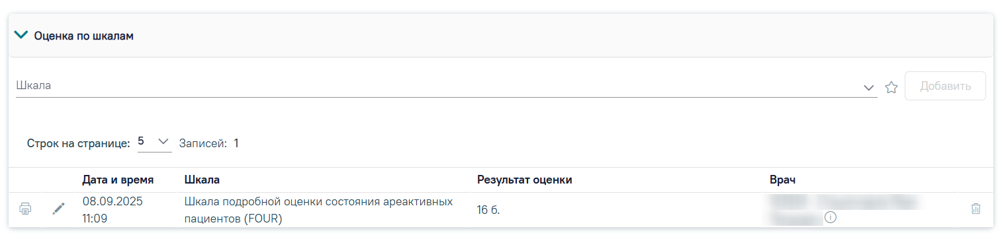 Оценка по шкалам
Шкала
Добавить
Строк на странице: 5 Записей: 1
Дата и время Шкала Результат оценки Врач
08.09.2025 Шкала подробной оценки состояния ареактивных
11:09 пациентов (FOUR) 16 б.